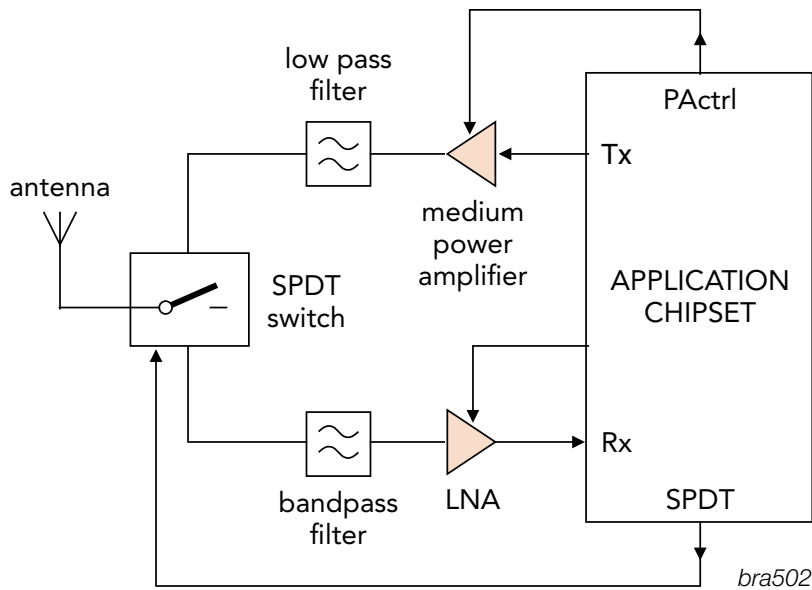 low pass
filter
PActrl
Tx
antenna
medium
power
amplifier
SPDT
switch
APPLICATION
CHIPSET
Rx
bandpass
filter
LNA
SPDT
bra502